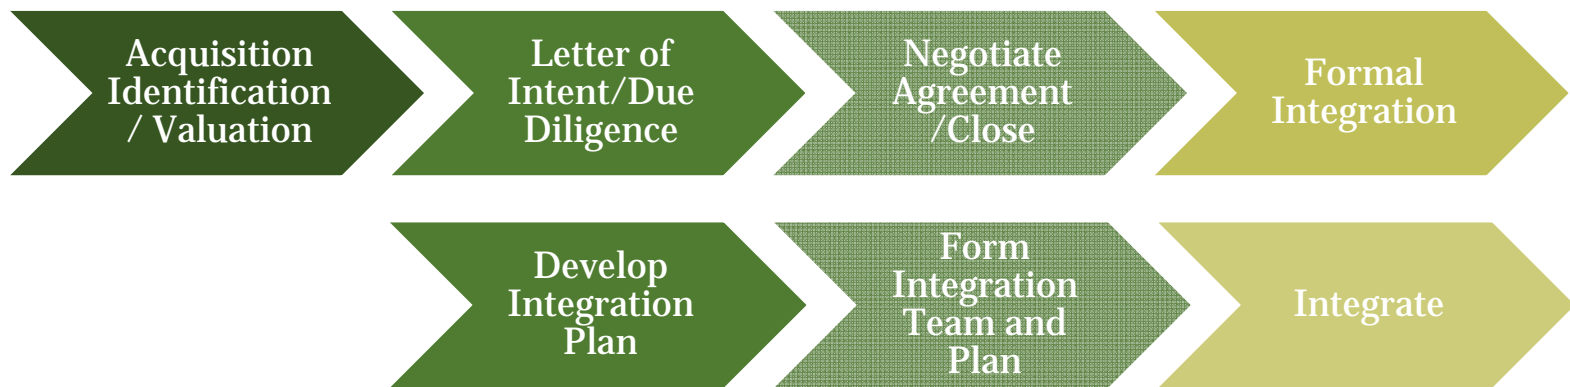 Acquisition
Identification
/ Valuation
Letter of
Intent/Due
Diligence
Negotiate
Agreement
/Close
Formal
Integration
Develop
Integration
Plan
Form
Integration
Team and
Plan
Integrate